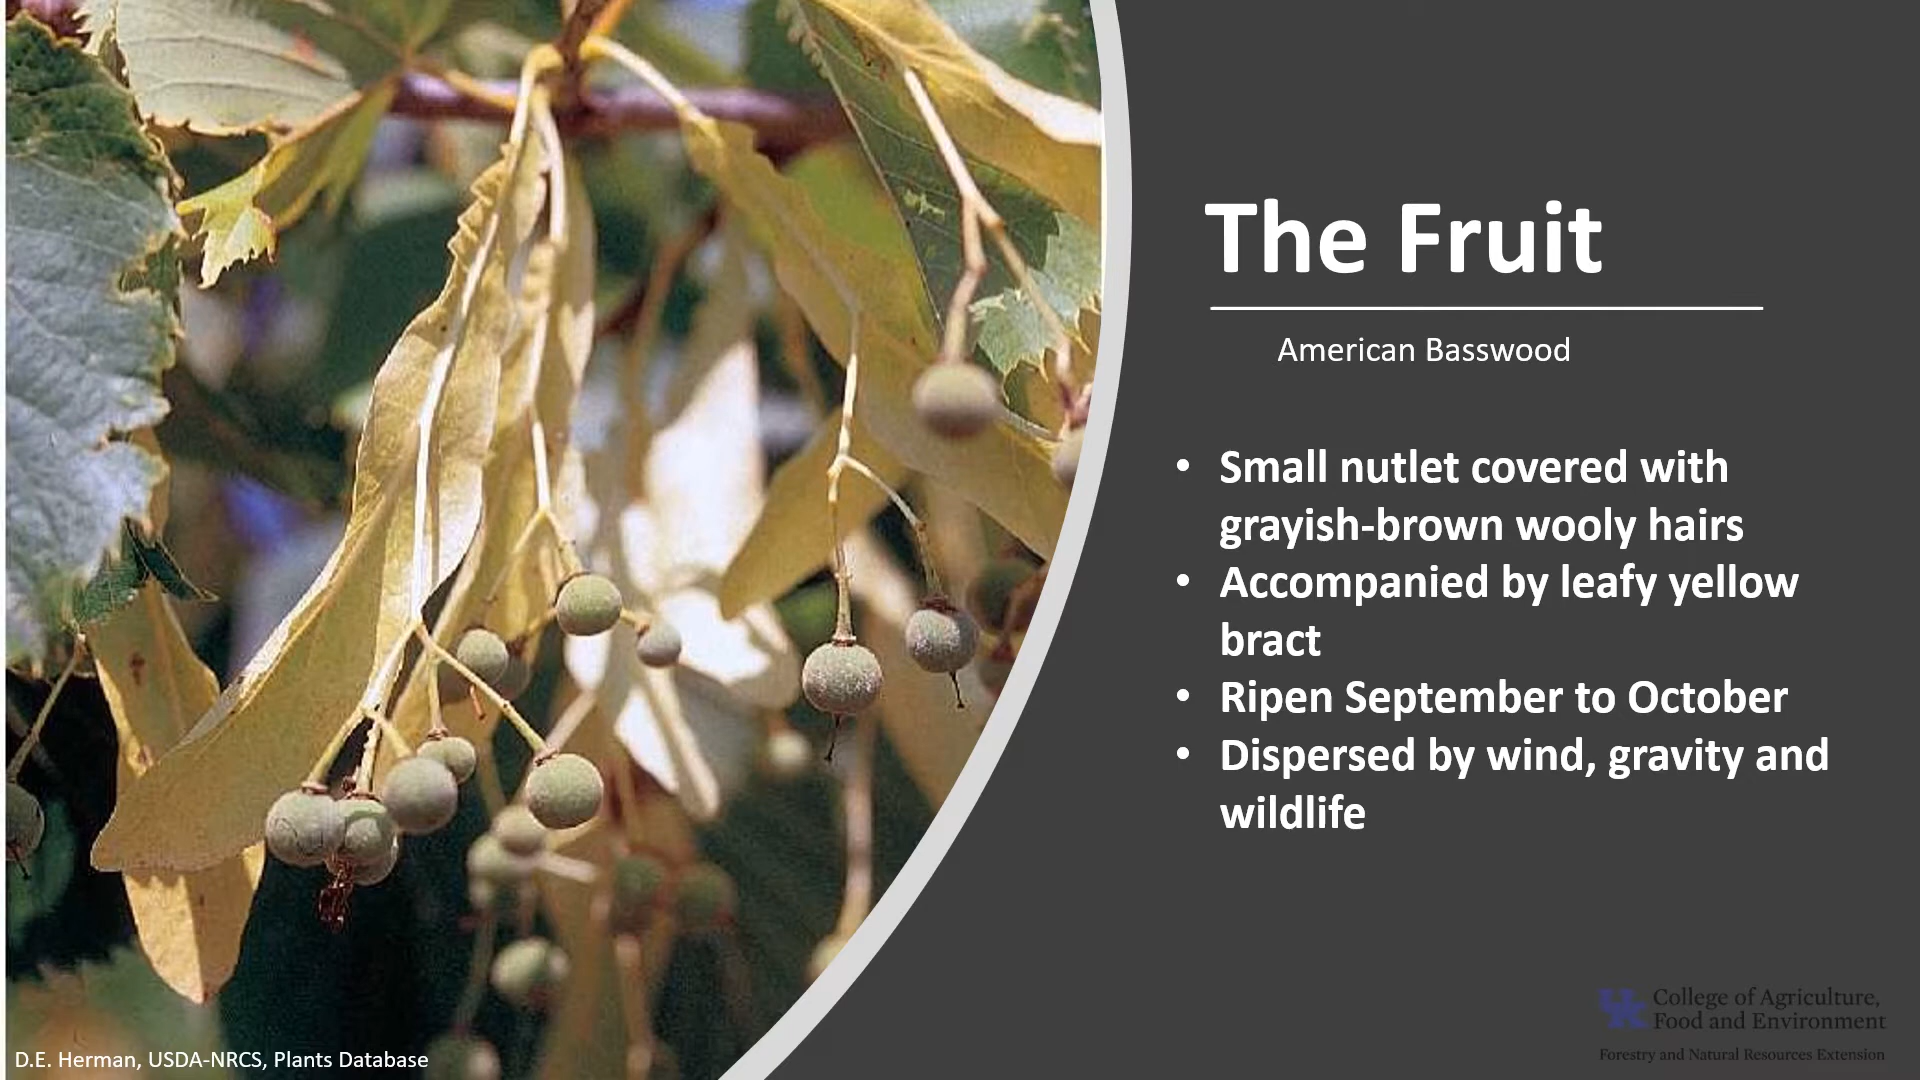 The Fruit
American Basswood
• Small nutlet covered with
grayish-brown wooly hairs
• Accompanied by leafy yellow
bract
• Ripen September to October
• Dispersed by wind, gravity and
wildlife
D.E. Herman, USDA-NRCS, Plants Database
UK
College of Agriculture,
Food and Environment
Forestry and Natural Resources Extension